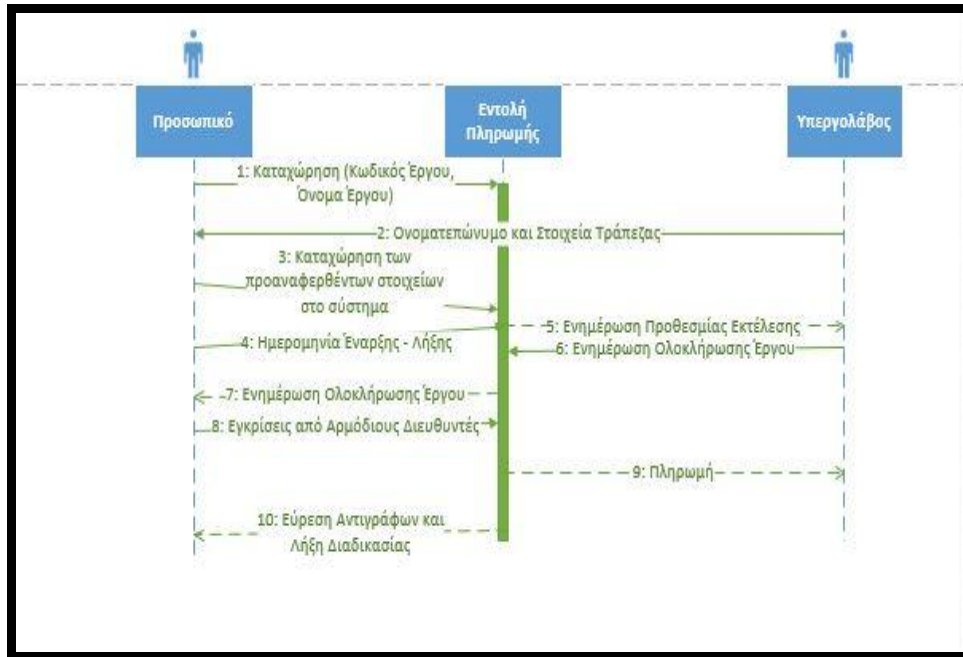 Προσωπικό
Εντολή
Πληρωμής
Υπεργολάβος
1: Καταχώρηση (Κωδικός Έργου,
Όνομα Έργου)
2: Ονοματεπώνυμο και Στοιχεία Τράπεζας
3: Καταχώρηση των
προαναφερθέντων στοιχείων
στο σύστημα
5: Ενημέρωση Προθεσμίας Εκτέλεσης
4: Ημερομηνία Έναρξης - Λήξης
6: Ενημέρωση Ολοκλήρωσης Έργου
7: Ενημέρωση Ολοκλήρωσης Έργου
8: Εγκρίσεις από Αρμόδιους Διευθυντές
9: Πληρωμή
10: Εύρεση Αντιγράφων και
Λήξη Διαδικασίας